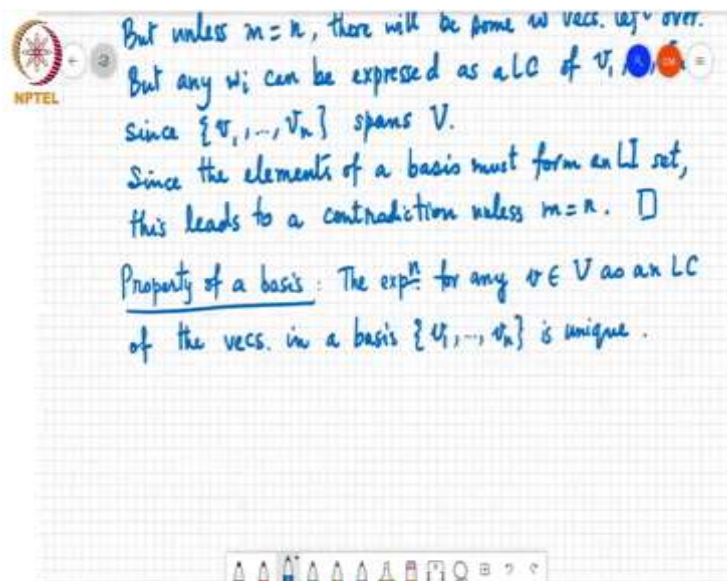 But unless m = n, there will be some w vecs. left over.
But any wᵢ can be expressed as a LC of v₁,
NPTEL
since {v₁,...,vₙ} spans V.
Since the elements of a basis must form an LI set,
this leads to a contradiction unless m = n. □
Property of a basis : The expⁿ for any v ∈ V as an LC
of the vecs. in a basis {v₁,...,vₙ} is unique.